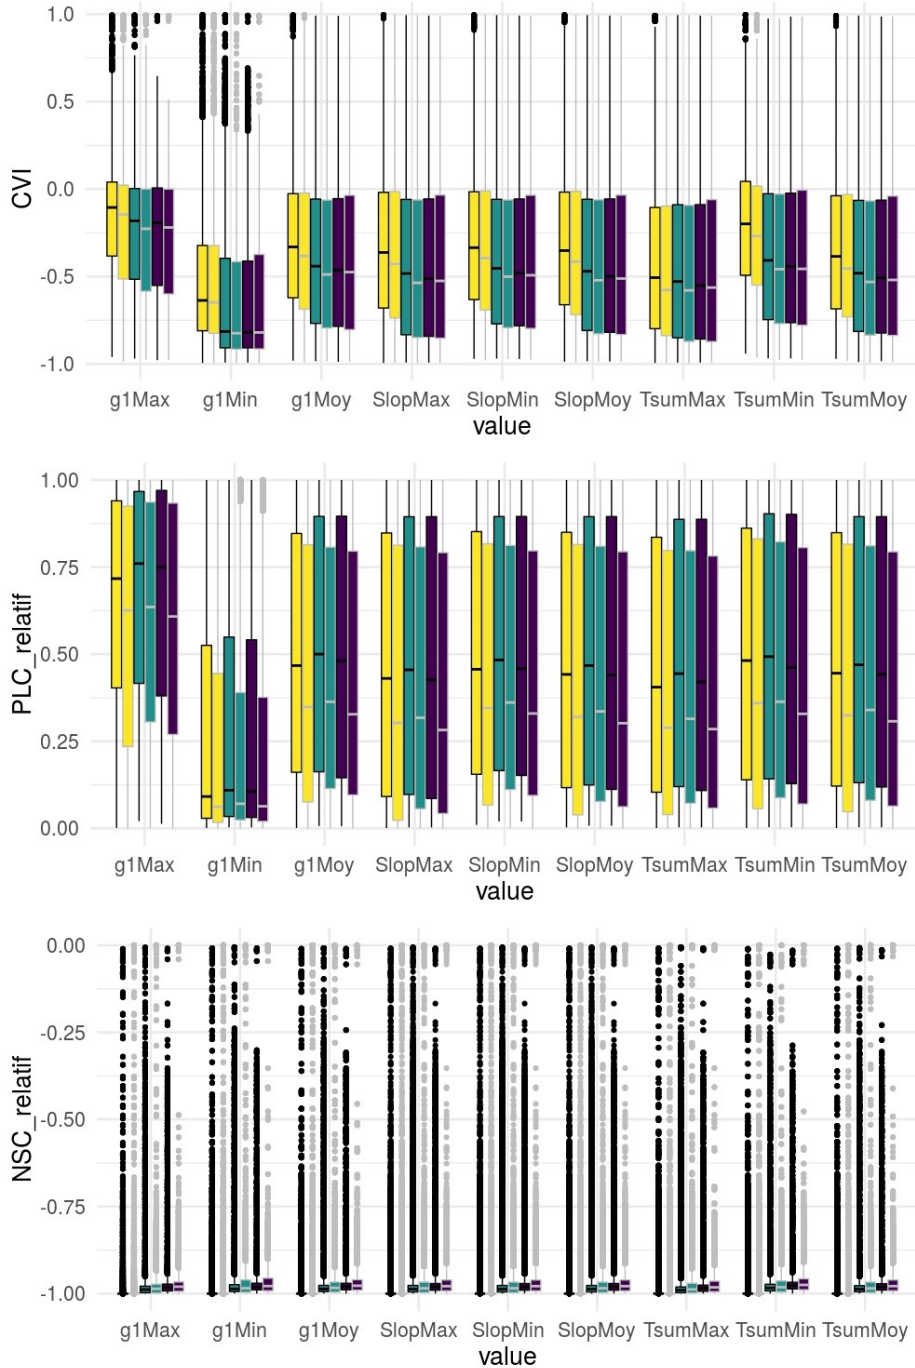 CVI
1.0
0.5
0.0
-0.5
-1.0
g1Max g1Min g1Moy SlopMax SlopMin SlopMoy TsumMax TsumMin TsumMoy
value
PLC_relatif
1.00
0.75
0.50
0.25
0.00
g1Max g1Min g1Moy SlopMax SlopMin SlopMoy TsumMax TsumMin TsumMoy
value
NSC_relatif
0.00
-0.25
-0.50
-0.75
-1.00
g1Max g1Min g1Moy SlopMax SlopMin SlopMoy TsumMax TsumMin TsumMoy
value